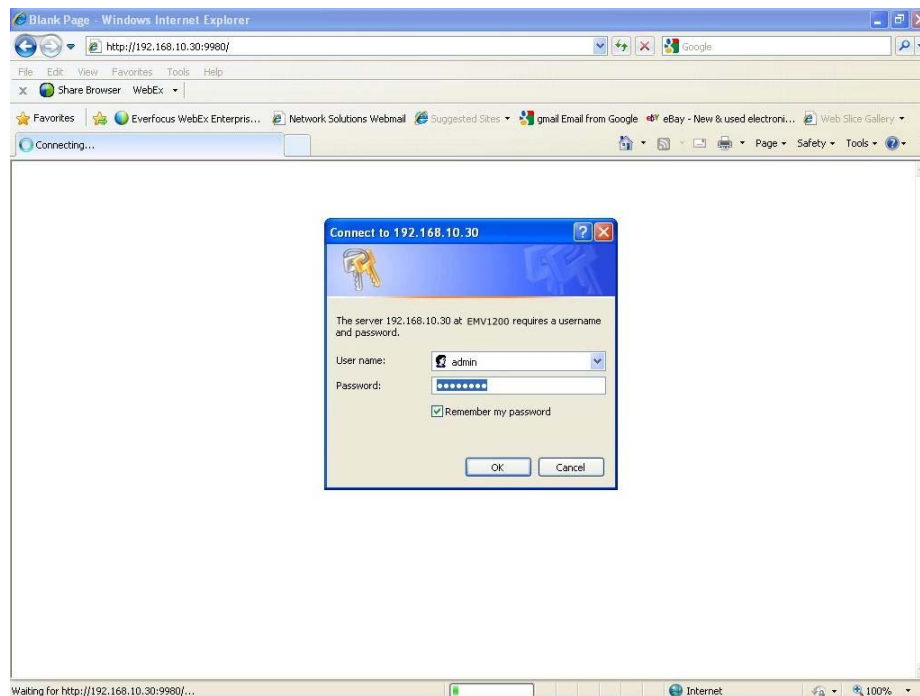 Blank Page - Windows Internet Explorer
http://192.168.10.30:9980/
Google
File Edit View Favorites Tools Help
x Share Browser WebEx
Favorites Everfocus WebEx Enterpris... Network Solutions Webmail Suggested Sites gmail Email from Google eBay - New & used electroni... Web Slice Gallery
Connecting...
Page Safety Tools
Connect to 192.168.10.30
The server 192.168.10.30 at EMV1200 requires a username
and password.
User name: admin
Password: ••••••••
Remember my password
OK Cancel
Waiting for http://192.168.10.30:9980/... Internet 100%